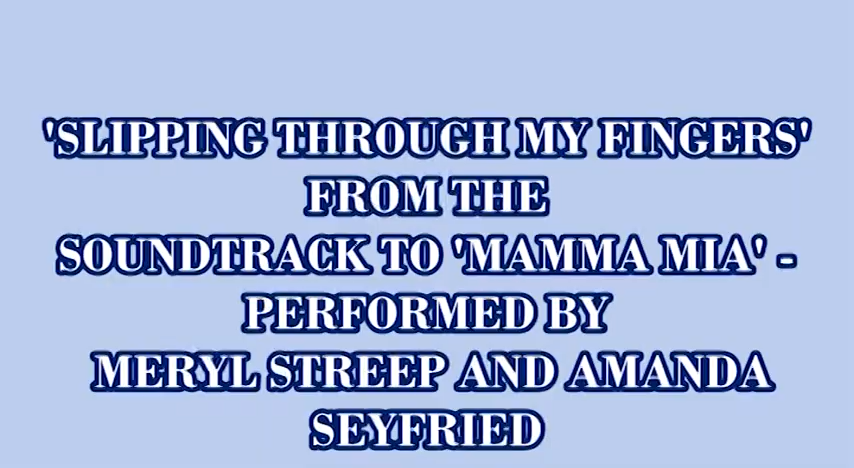 'SLIPPING THROUGH MY FINGERS'
FROM THE
SOUNDTRACK TO 'MAMMA MIA' -
PERFORMED BY
MERYL STREEP AND AMANDA
SEYFRIED